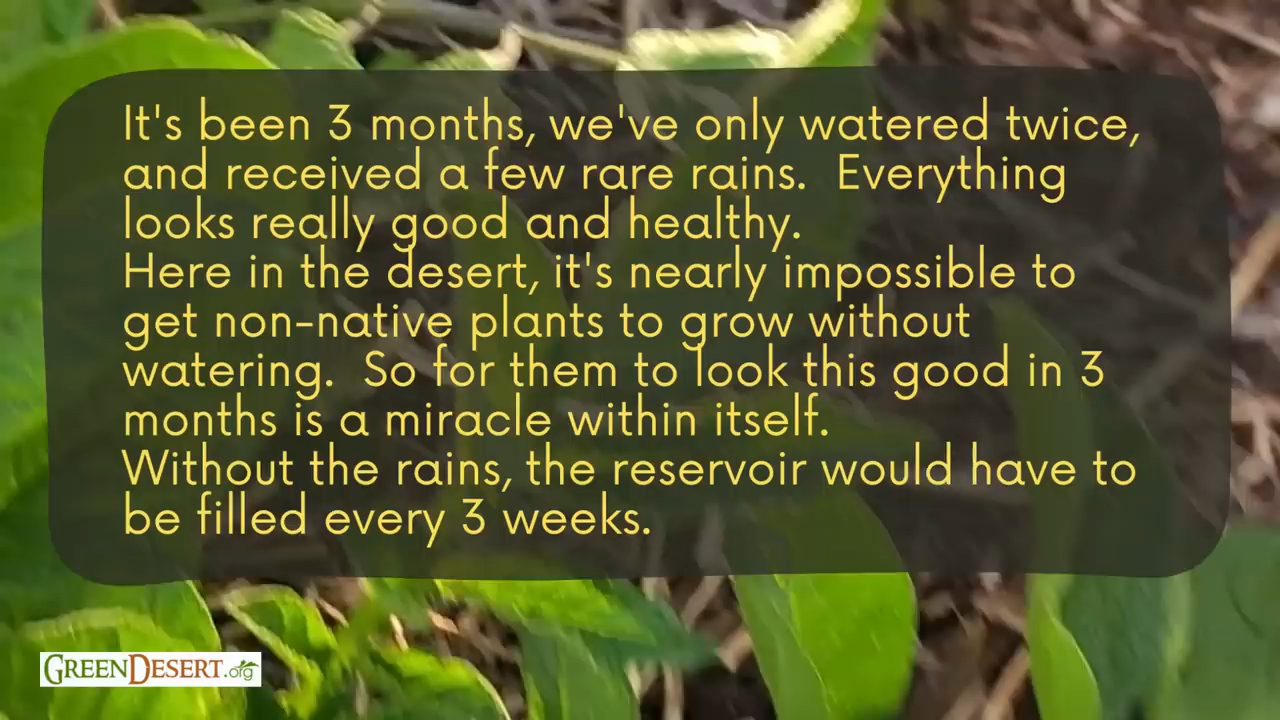 It's been 3 months, we've only watered twice,
and received a few rare rains.  Everything
looks really good and healthy.
Here in the desert, it's nearly impossible to
get non-native plants to grow without
watering.  So for them to look this good in 3
months is a miracle within itself.
Without the rains, the reservoir would have to
be filled every 3 weeks.
GREENDESERT.org